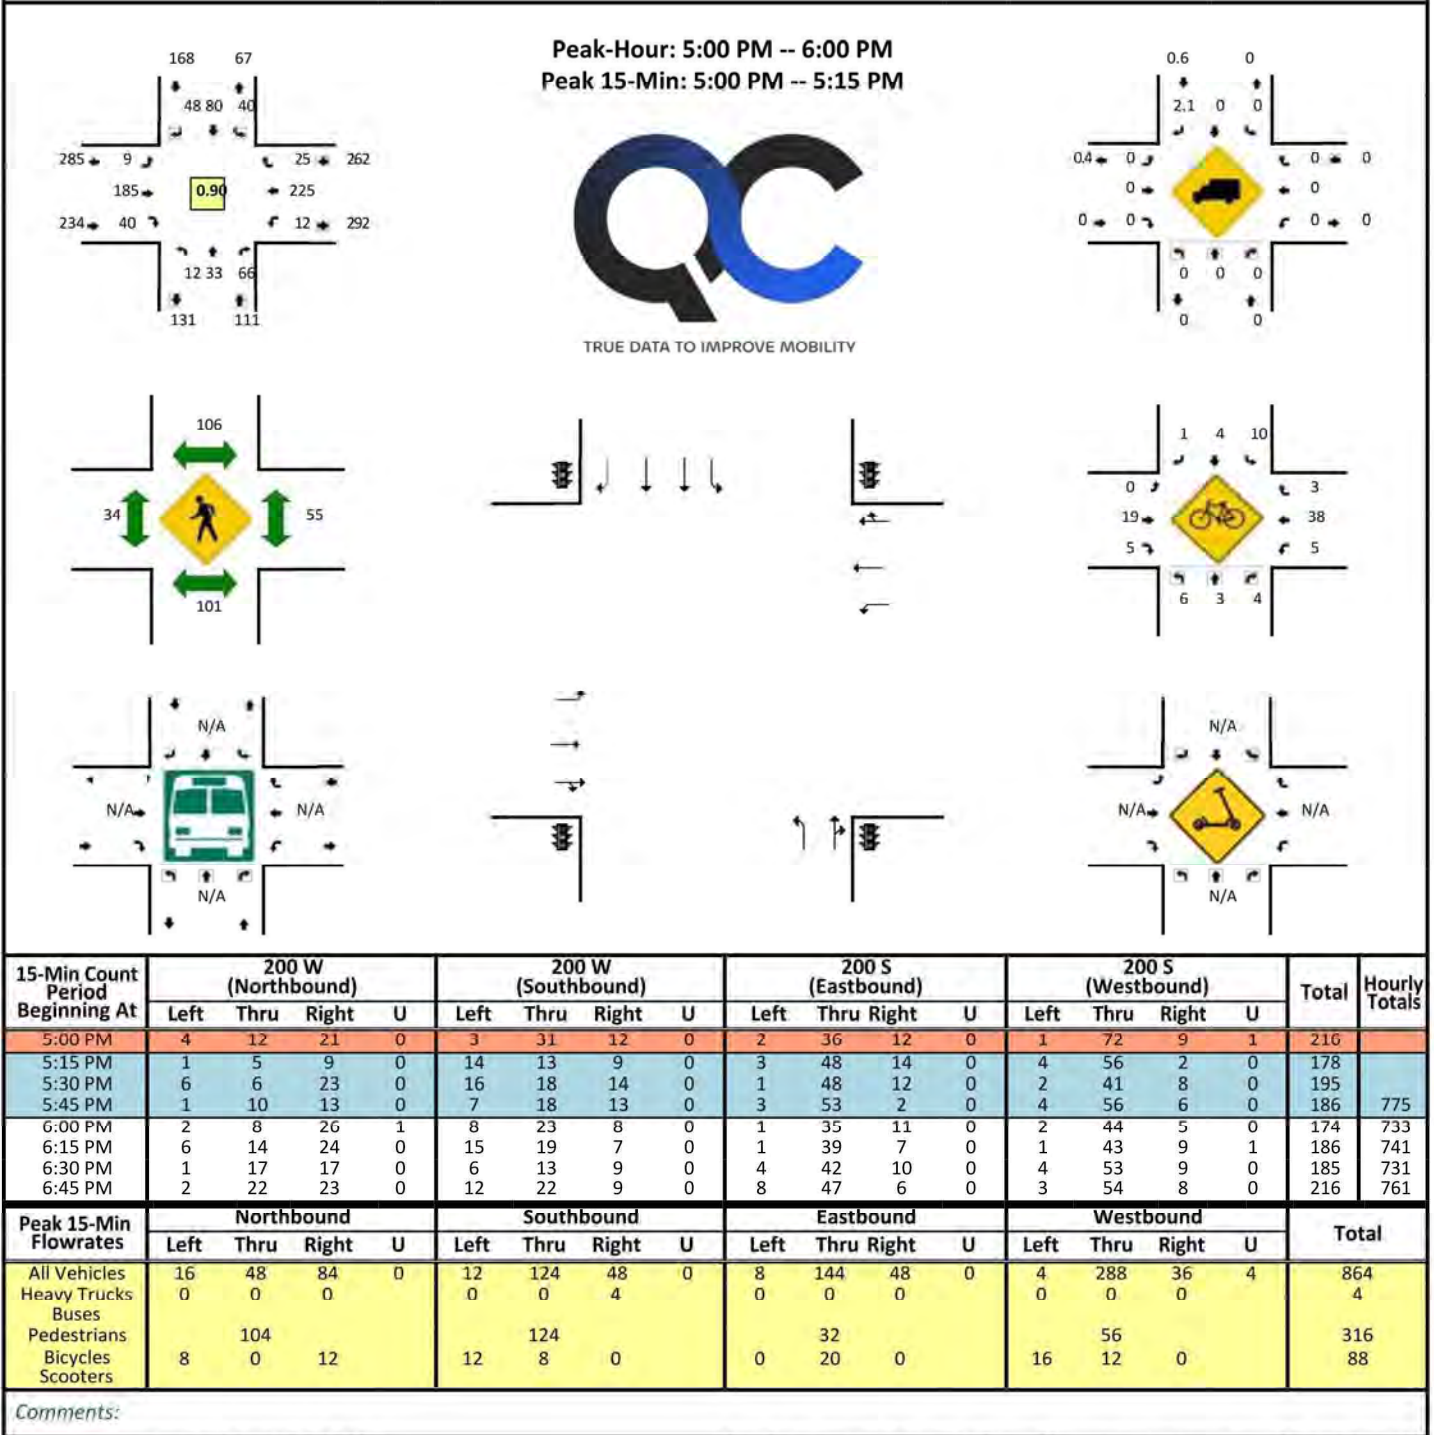 Peak-Hour: 5:00 PM -- 6:00 PM
Peak 15-Min: 5:00 PM -- 5:15 PM
168 67
48 80 40
285 9 25 262
185 0.90 225
234 40 12 292
12 33 66
131 111
QC
TRUE DATA TO IMPROVE MOBILITY
0.6 0
2.1 0 0
0.4 0 0 0
0 0
0 0 0 0
0 0 0
0 0
106
34 55
101
1 4 10
0 3
19 38
5 5
6 3 4
N/A
N/A N/A
N/A
N/A
N/A N/A
N/A
15-Min Count Period Beginning At 200 W (Northbound) 200 W (Southbound) 200 S (Eastbound) 200 S (Westbound) Total Hourly Totals
Left Thru Right U Left Thru Right U Left Thru Right U Left Thru Right U
5:00 PM 4 12 21 0 3 31 12 0 2 36 12 0 1 72 9 1 216
5:15 PM 1 5 9 0 14 13 9 0 3 48 14 0 4 56 2 0 178
5:30 PM 6 6 23 0 16 18 14 0 1 48 12 0 2 41 8 0 195
5:45 PM 1 10 13 0 7 18 13 0 3 53 2 0 4 56 6 0 186 775
6:00 PM 2 8 26 1 8 23 8 0 1 35 11 0 2 44 5 0 174 733
6:15 PM 6 14 24 0 15 19 7 0 1 39 7 0 1 43 9 1 186 741
6:30 PM 1 17 17 0 6 13 9 0 4 42 10 0 4 53 9 0 185 731
6:45 PM 2 22 23 0 12 22 9 0 8 47 6 0 3 54 8 0 216 761
Peak 15-Min Flowrates Northbound Southbound Eastbound Westbound Total
Left Thru Right U Left Thru Right U Left Thru Right U Left Thru Right U
All Vehicles 16 48 84 0 12 124 48 0 8 144 48 0 4 288 36 4 864
Heavy Trucks 0 0 0 0 0 4 0 0 0 0 0 0 4
Buses
Pedestrians 104 124 32 56 316
Bicycles 8 0 12 12 8 0 0 20 0 16 12 0 88
Scooters
Comments: